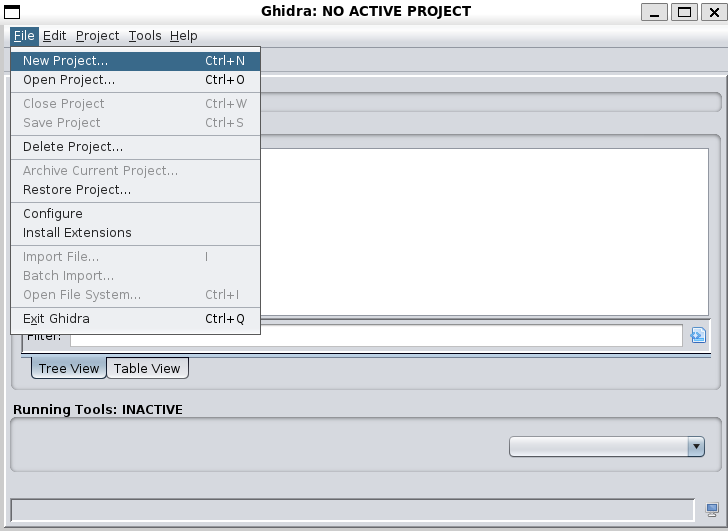 Ghidra: NO ACTIVE PROJECT
File Edit Project Tools Help
New Project... Ctrl+N
Open Project... Ctrl+O
Close Project Ctrl+W
Save Project Ctrl+S
Delete Project...
Archive Current Project...
Restore Project...
Configure
Install Extensions
Import File... I
Batch Import...
Open File System... Ctrl+I
Exit Ghidra Ctrl+Q
Filter:
Tree View Table View
Running Tools: INACTIVE